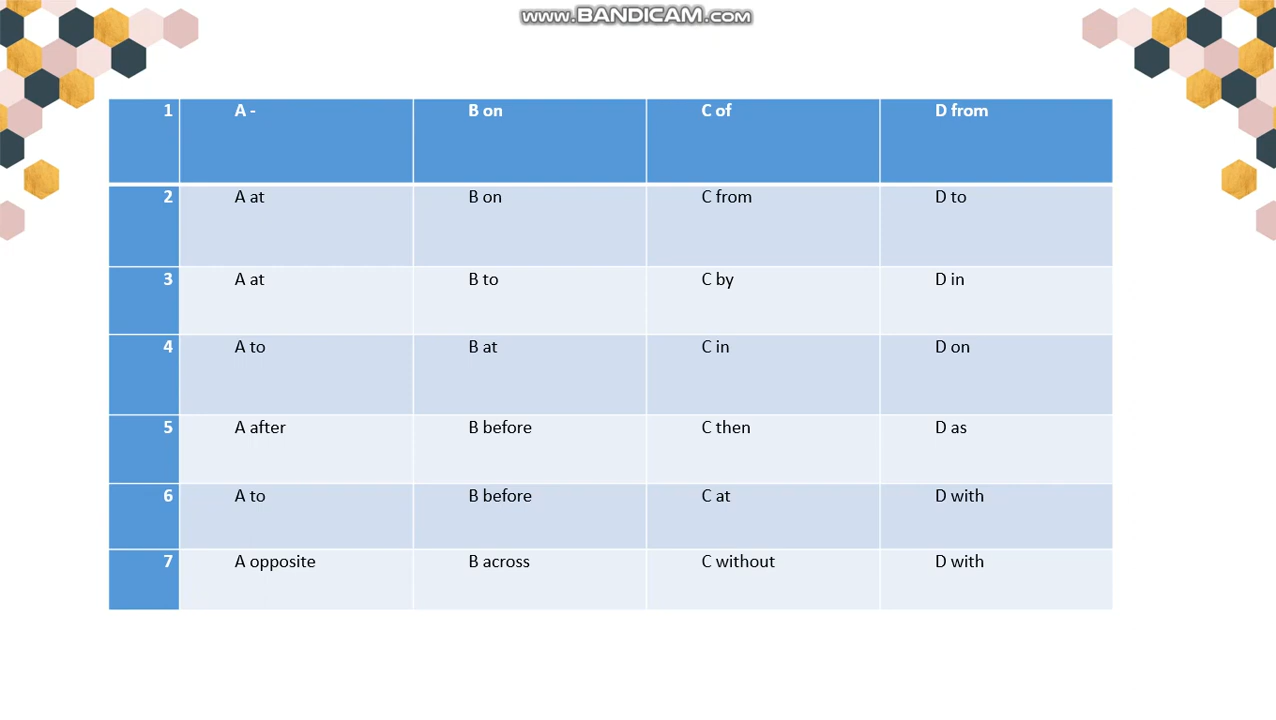 www.BANDICAM.com
1 A - B on C of D from
2 A at B on C from D to
3 A at B to C by D in
4 A to B at C in D on
5 A after B before C then D as
6 A to B before C at D with
7 A opposite B across C without D with